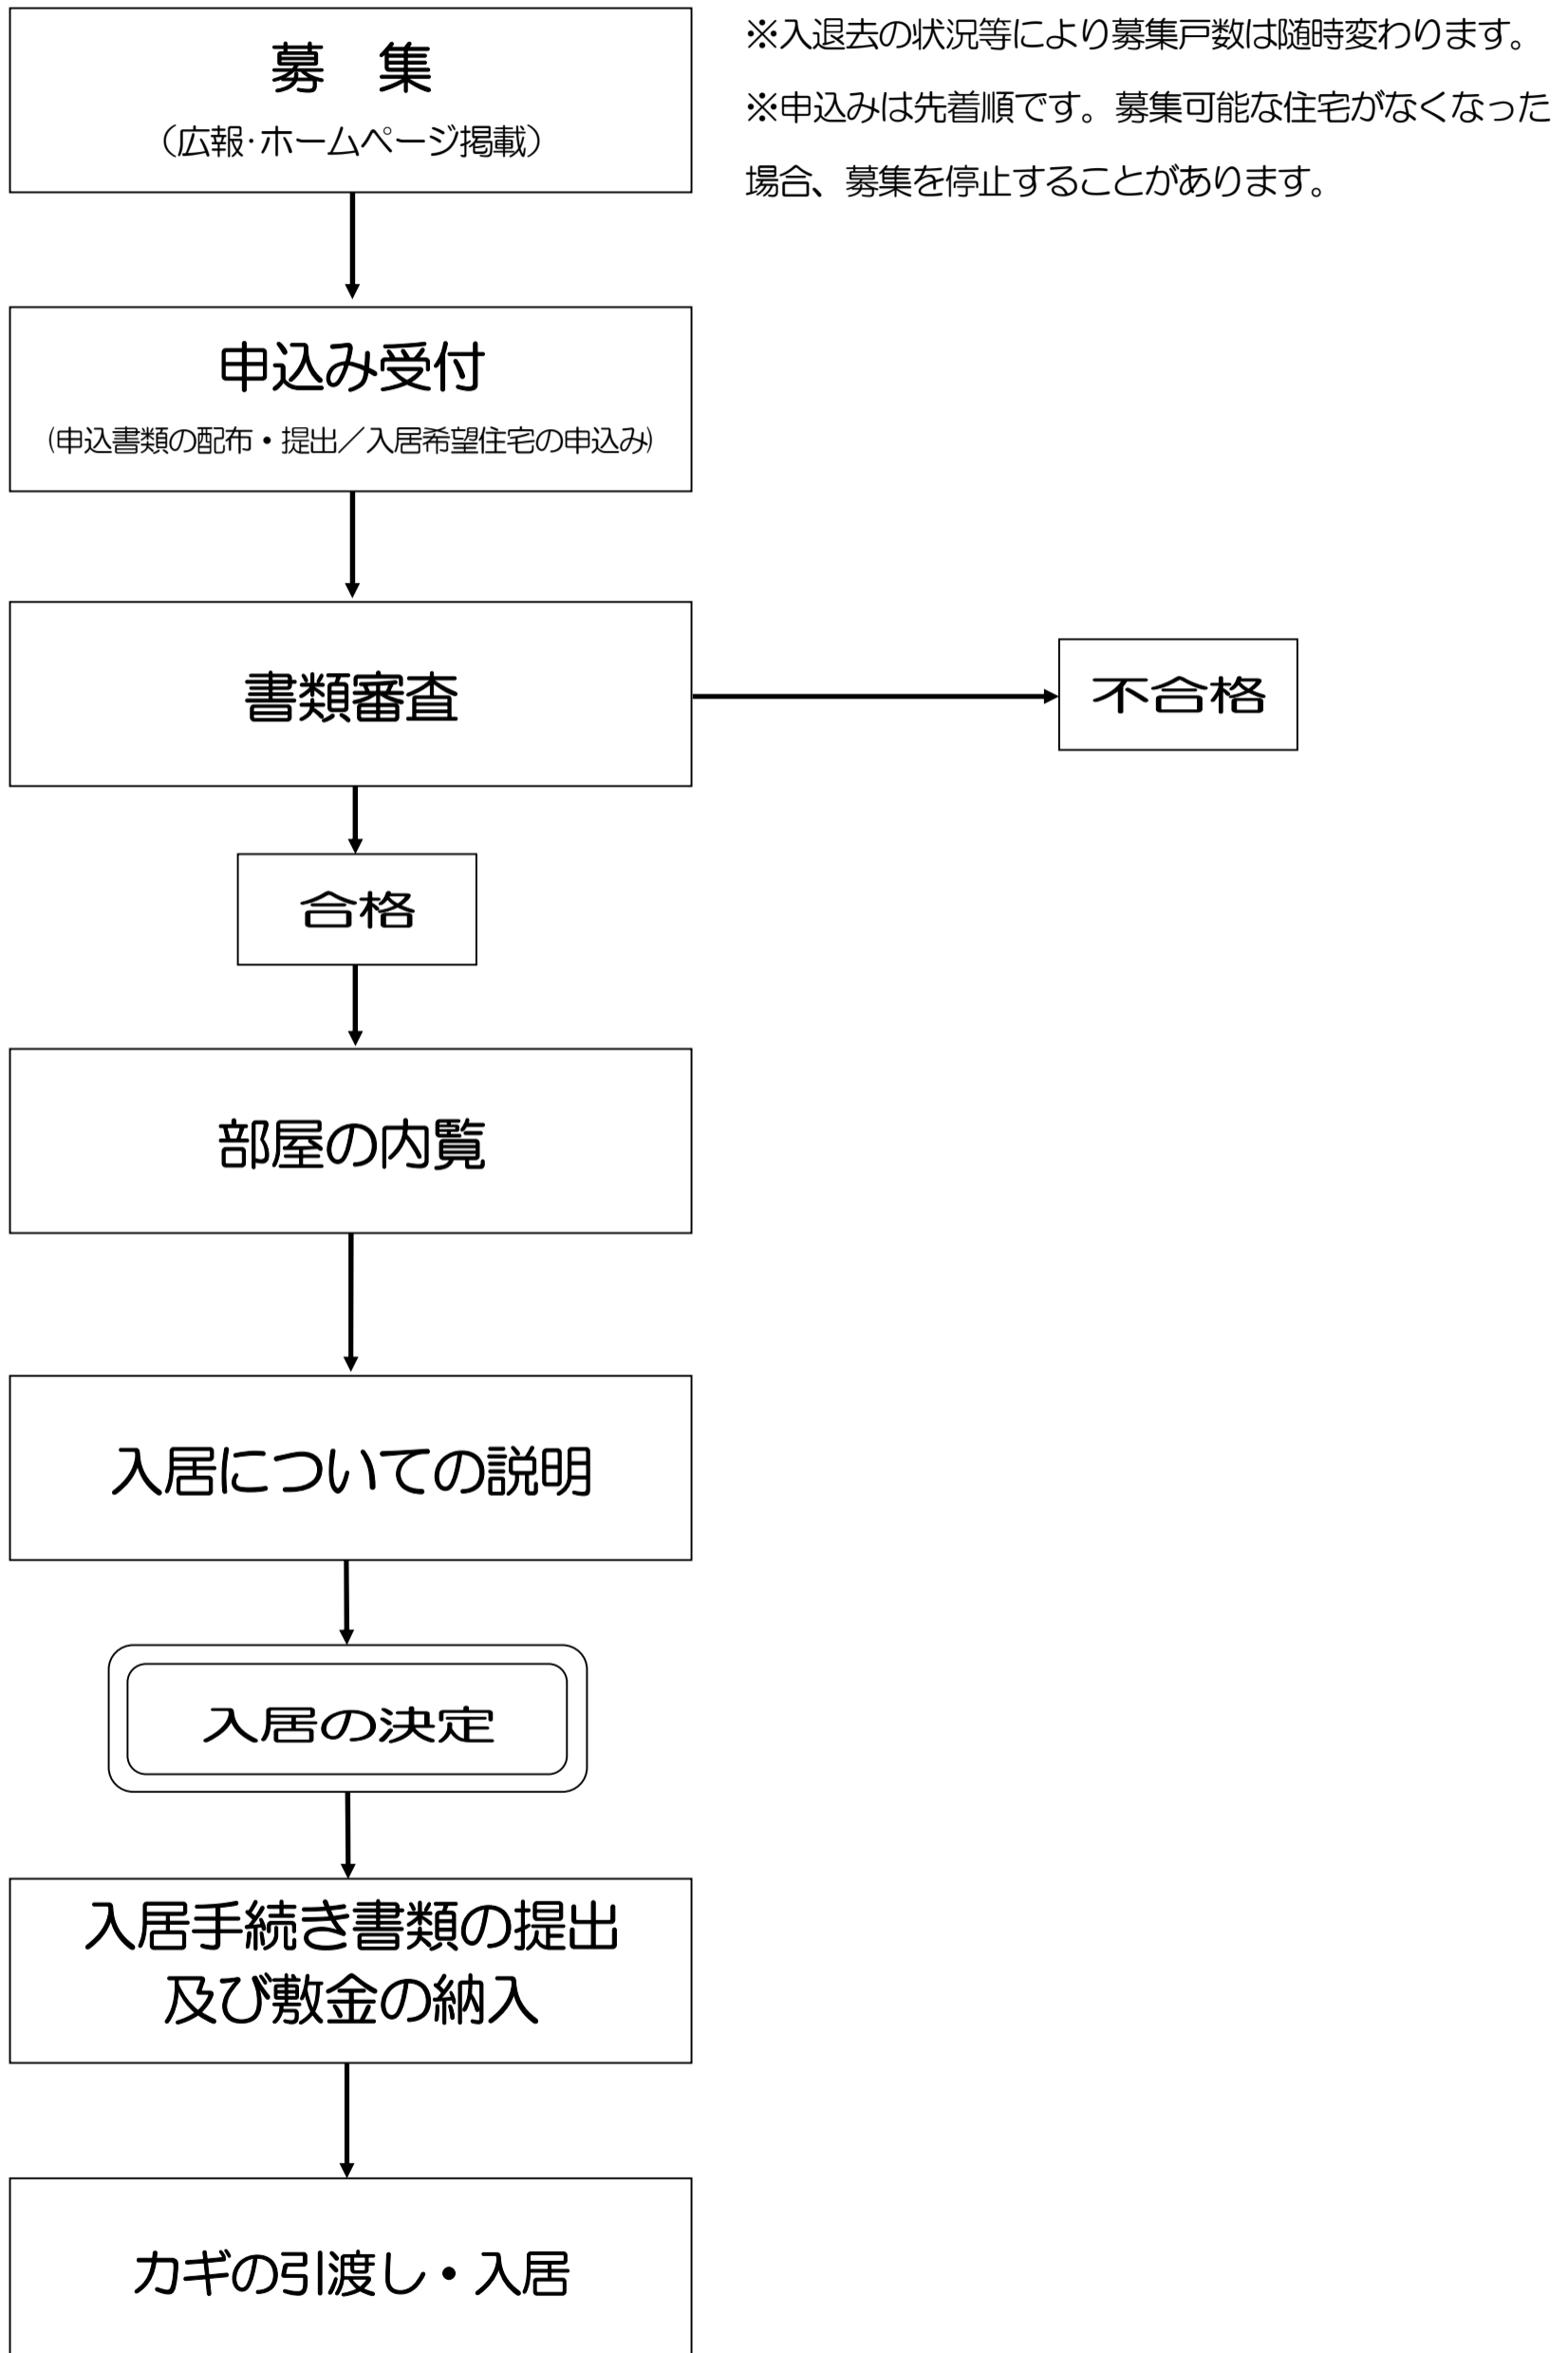 募　集
（広報・ホームページ掲載）
※入退去の状況等により募集戸数は随時変わります。
※申込みは先着順です。募集可能な住宅がなくなった
場合、募集を停止することがあります。
申込み受付
（申込書類の配布・提出／入居希望住宅の申込み）
書類審査
不合格
合格
部屋の内覧
入居についての説明
入居の決定
入居手続き書類の提出
及び敷金の納入
カギの引渡し・入居